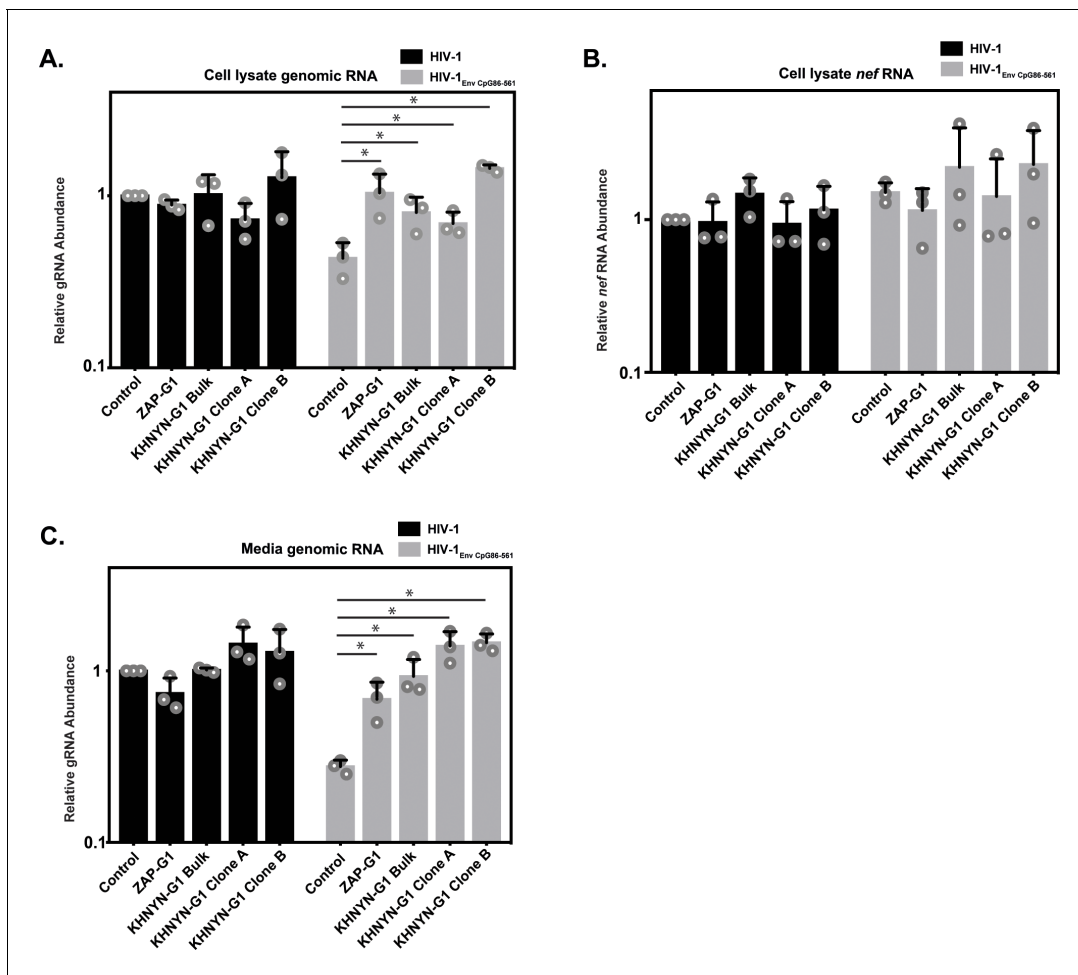 A.
HIV-1
HIV-1Env CpG86-561
Cell lysate genomic RNA
Relative gRNA Abundance
1
0.1
* * * *
Control
ZAP-G1
KHNYN-G1 Bulk
KHNYN-G1 Clone A
KHNYN-G1 Clone B
Control
ZAP-G1
KHNYN-G1 Bulk
KHNYN-G1 Clone A
KHNYN-G1 Clone B
B.
HIV-1
HIV-1Env CpG86-561
Cell lysate nef RNA
Relative nef RNA Abundance
1
0.1
Control
ZAP-G1
KHNYN-G1 Bulk
KHNYN-G1 Clone A
KHNYN-G1 Clone B
Control
ZAP-G1
KHNYN-G1 Bulk
KHNYN-G1 Clone A
KHNYN-G1 Clone B
C.
HIV-1
HIV-1Env CpG86-561
Media genomic RNA
Relative gRNA Abundance
1
0.1
* * * *
Control
ZAP-G1
KHNYN-G1 Bulk
KHNYN-G1 Clone A
KHNYN-G1 Clone B
Control
ZAP-G1
KHNYN-G1 Bulk
KHNYN-G1 Clone A
KHNYN-G1 Clone B